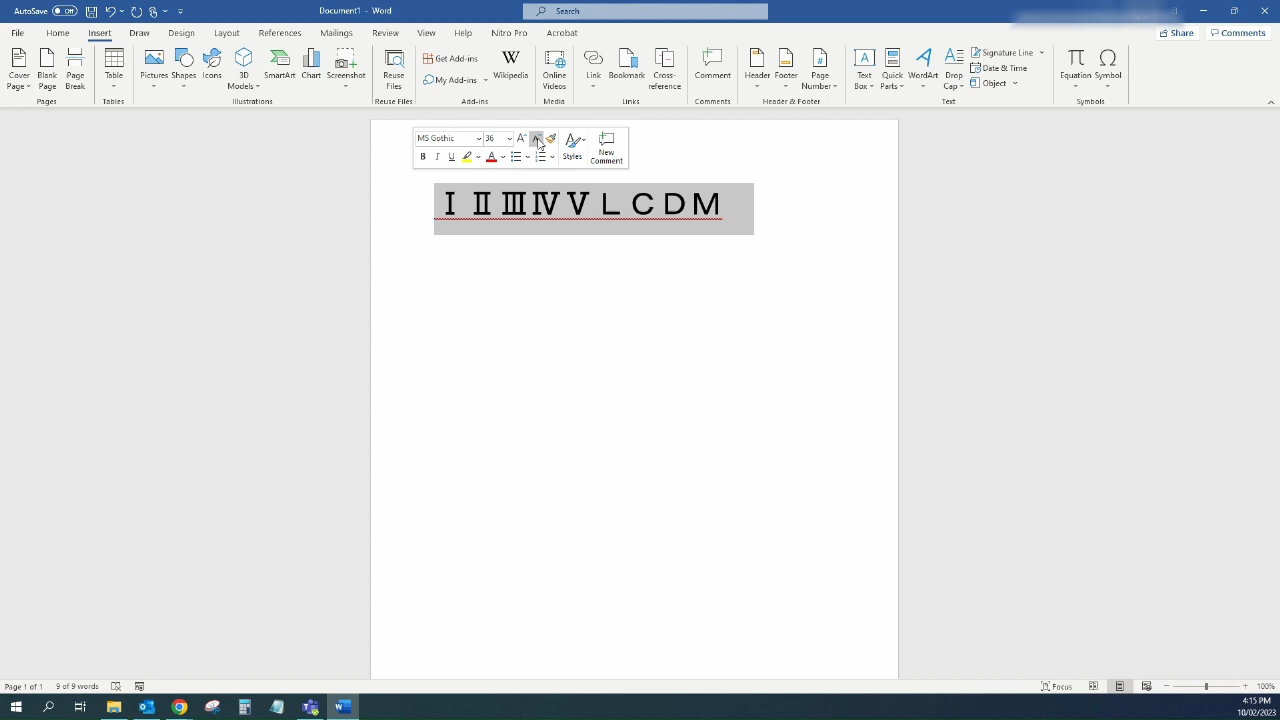 AutoSave Off Document1 - Word Search
File Home Insert Draw Design Layout References Mailings Review View Help Nitro Pro Acrobat Share Comments
Cover Page Blank Page Page Break Table Pictures Shapes Icons 3D Models SmartArt Chart Screenshot Reuse Files Get Add-ins My Add-ins Wikipedia Online Videos Link Bookmark Cross-reference Comment Header Footer Page Number Text Box Quick Parts WordArt Drop Cap Signature Line Date & Time Object Equation Symbol
Pages Tables Illustrations Reuse Files Add-ins Media Links Comments Header & Footer Text Symbols
MS Gothic 36 A A Styles New Comment
B I U A
Ⅰ Ⅱ Ⅲ Ⅳ Ⅴ Ⅼ Ⅽ Ⅾ Ⅿ
Page 1 of 1 9 of 9 words Focus 100%
4:15 PM
10/02/2023